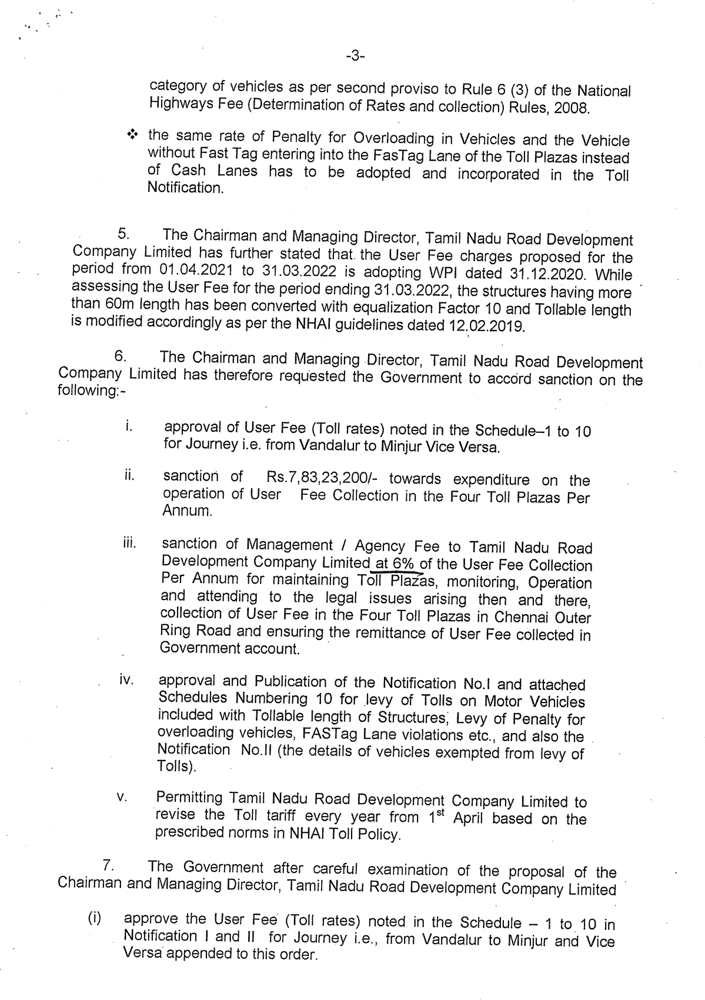 -3-
category of vehicles as per second proviso to Rule 6 (3) of the National
Highways Fee (Determination of Rates and collection) Rules, 2008.
❖ the same rate of Penalty for Overloading in Vehicles and the Vehicle
without Fast Tag entering into the FasTag Lane of the Toll Plazas instead
of Cash Lanes has to be adopted and incorporated in the Toll
Notification.
5. The Chairman and Managing Director, Tamil Nadu Road Development
Company Limited has further stated that the User Fee charges proposed for the
period from 01.04.2021 to 31.03.2022 is adopting WPI dated 31.12.2020. While
assessing the User Fee for the period ending 31.03.2022, the structures having more
than 60m length has been converted with equalization Factor 10 and Tollable length
is modified accordingly as per the NHAI guidelines dated 12.02.2019.
6. The Chairman and Managing Director, Tamil Nadu Road Development
Company Limited has therefore requested the Government to accord sanction on the
following:-
i. approval of User Fee (Toll rates) noted in the Schedule–1 to 10
for Journey i.e. from Vandalur to Minjur Vice Versa.
ii. sanction of Rs.7,83,23,200/- towards expenditure on the
operation of User Fee Collection in the Four Toll Plazas Per
Annum.
iii. sanction of Management / Agency Fee to Tamil Nadu Road
Development Company Limited at 6% of the User Fee Collection
Per Annum for maintaining Toll Plazas, monitoring, Operation
and attending to the legal issues arising then and there,
collection of User Fee in the Four Toll Plazas in Chennai Outer
Ring Road and ensuring the remittance of User Fee collected in
Government account.
iv. approval and Publication of the Notification No.I and attached
Schedules Numbering 10 for levy of Tolls on Motor Vehicles
included with Tollable length of Structures, Levy of Penalty for
overloading vehicles, FASTag Lane violations etc., and also the
Notification No.II (the details of vehicles exempted from levy of
Tolls).
v. Permitting Tamil Nadu Road Development Company Limited to
revise the Toll tariff every year from 1st April based on the
prescribed norms in NHAI Toll Policy.
7. The Government after careful examination of the proposal of the
Chairman and Managing Director, Tamil Nadu Road Development Company Limited
(i) approve the User Fee (Toll rates) noted in the Schedule – 1 to 10 in
Notification I and II for Journey i.e., from Vandalur to Minjur and Vice
Versa appended to this order.